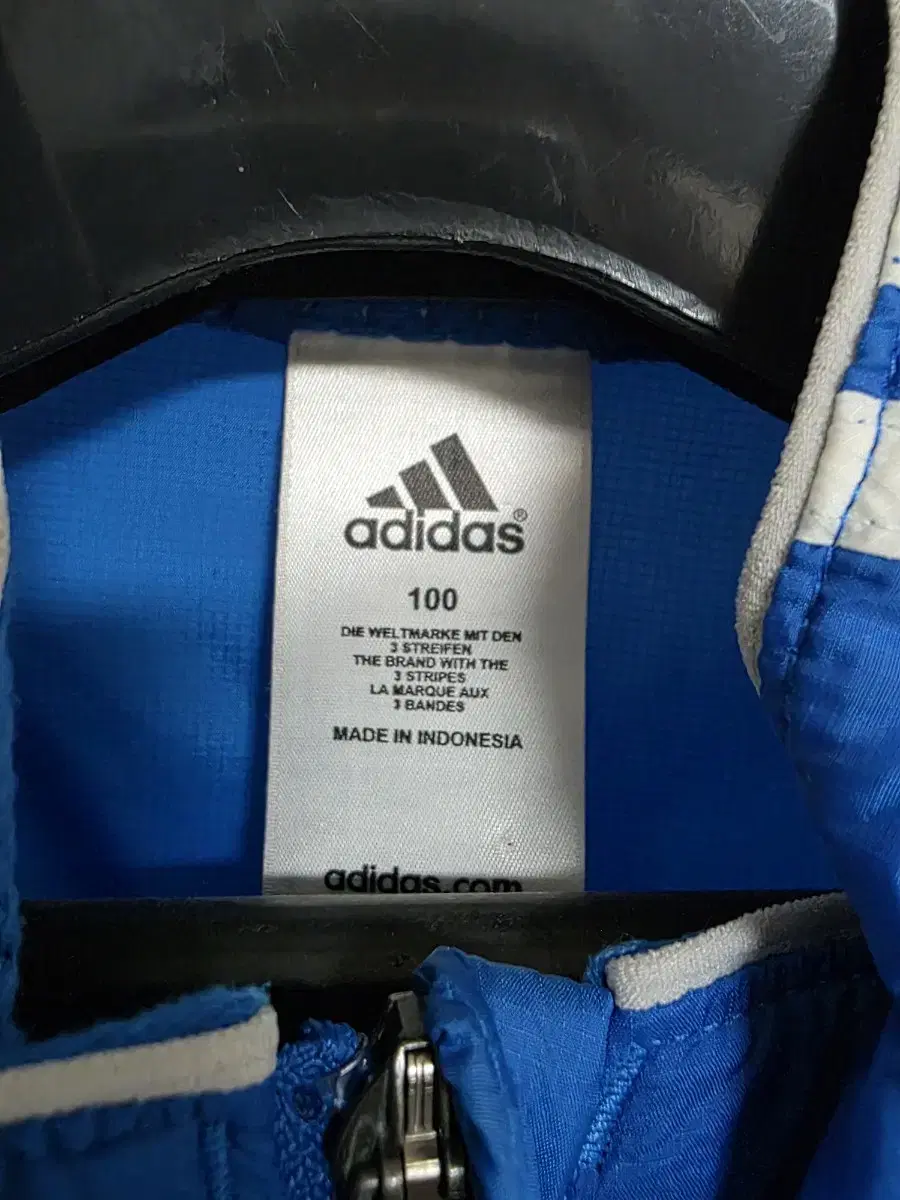 adidas®
100
DIE WELTMARKE MIT DEN
3 STREIFEN
THE BRAND WITH THE
3 STRIPES
LA MARQUE AUX
3 BANDES
MADE IN INDONESIA
adidas.com